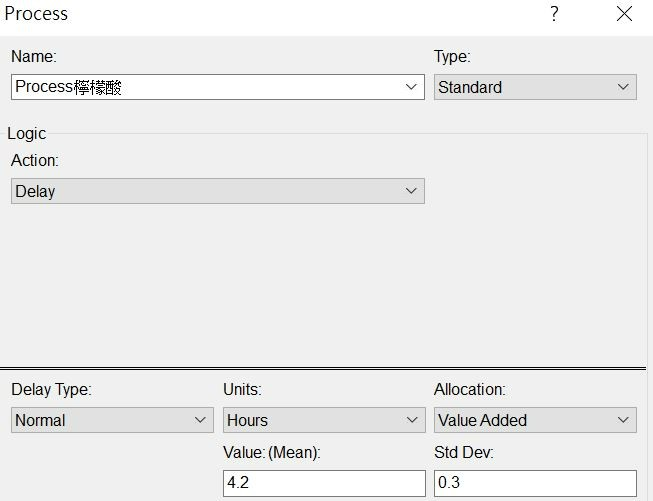 Process ?
Name: Type:
Process檸檬酸 Standard
Logic
Action:
Delay
Delay Type: Units: Allocation:
Normal Hours Value Added
Value: (Mean): Std Dev:
4.2 0.3